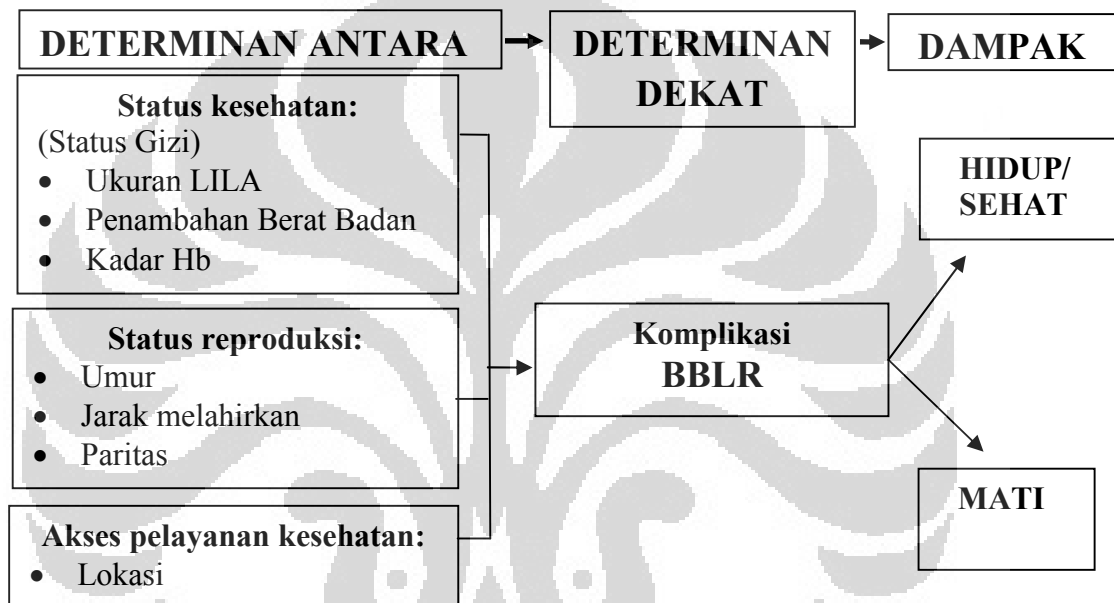 DETERMINAN ANTARA
DETERMINAN
DEKAT
DAMPAK
Status kesehatan:
(Status Gizi)
• Ukuran LILA
• Penambahan Berat Badan
• Kadar Hb
Status reproduksi:
• Umur
• Jarak melahirkan
• Paritas
Akses pelayanan kesehatan:
• Lokasi
Komplikasi
BBLR
HIDUP/
SEHAT
MATI